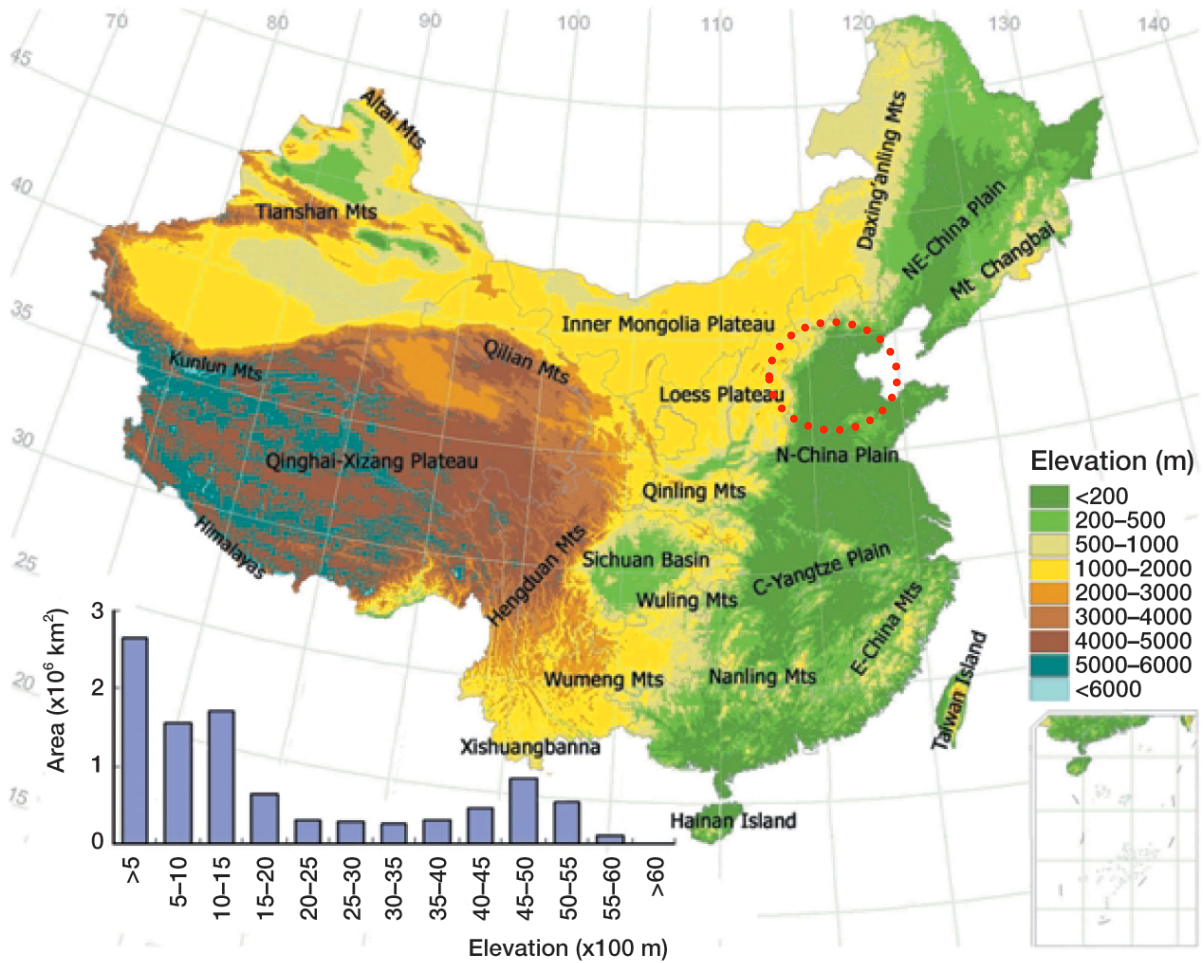 70
80
90
100
110
120
130
140
45
40
35
30
25
20
15
Altai Mts
Tianshan Mts
Daxing'anling Mts
NE-China Plain
Mt Changbai
Inner Mongolia Plateau
Kunlun Mts
Qilian Mts
Loess Plateau
N-China Plain
Qinghai-Xizang Plateau
Qinling Mts
Himalayas
Hengduan Mts
Sichuan Basin
C-Yangtze Plain
Wuling Mts
E-China Mts
Wumeng Mts
Nanling Mts
Taiwan Island
Xishuangbanna
Hainan Island
Elevation (m)
<200
200–500
500–1000
1000–2000
2000–3000
3000–4000
4000–5000
5000–6000
<6000
Area (x10⁶ km²)
3
2
1
0
>5
5–10
10–15
15–20
20–25
25–30
30–35
35–40
40–45
45–50
50–55
55–60
>60
Elevation (x100 m)